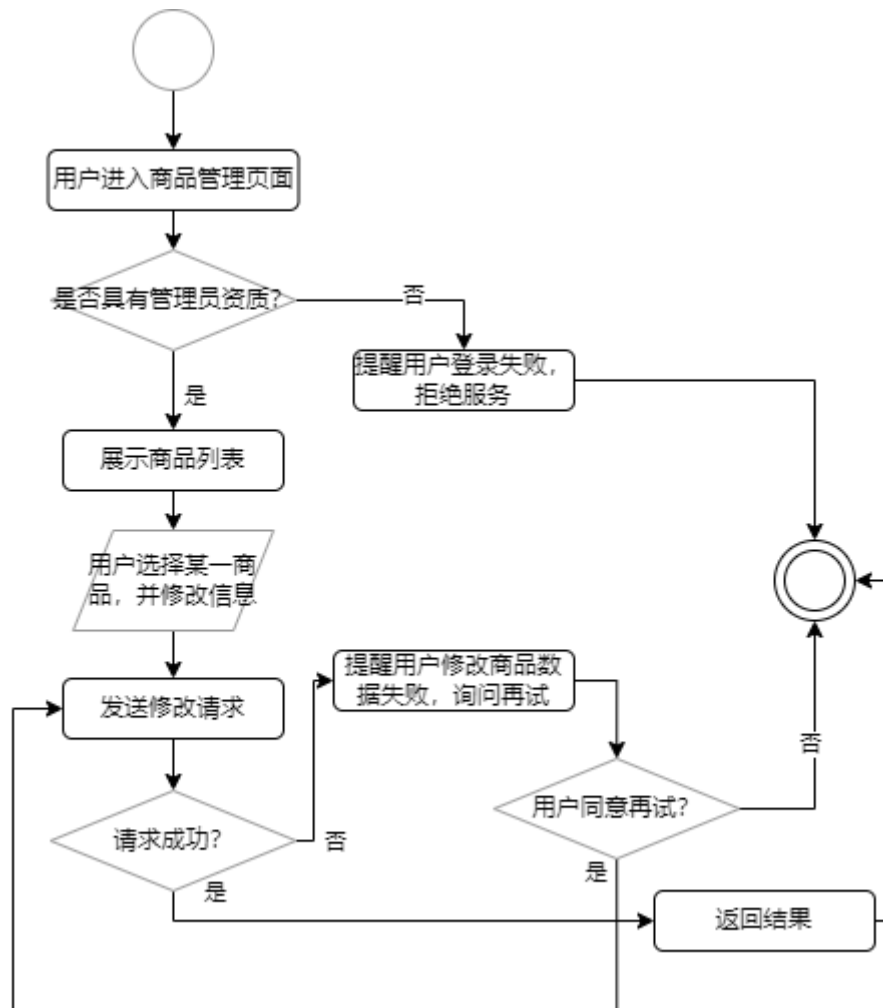 用户进入商品管理页面
是否具有管理员资质？
否
提醒用户登录失败，
拒绝服务
是
展示商品列表
用户选择某一商
品，并修改信息
提醒用户修改商品数
据失败，询问再试
发送修改请求
否
用户同意再试？
请求成功？
否
是
是
返回结果